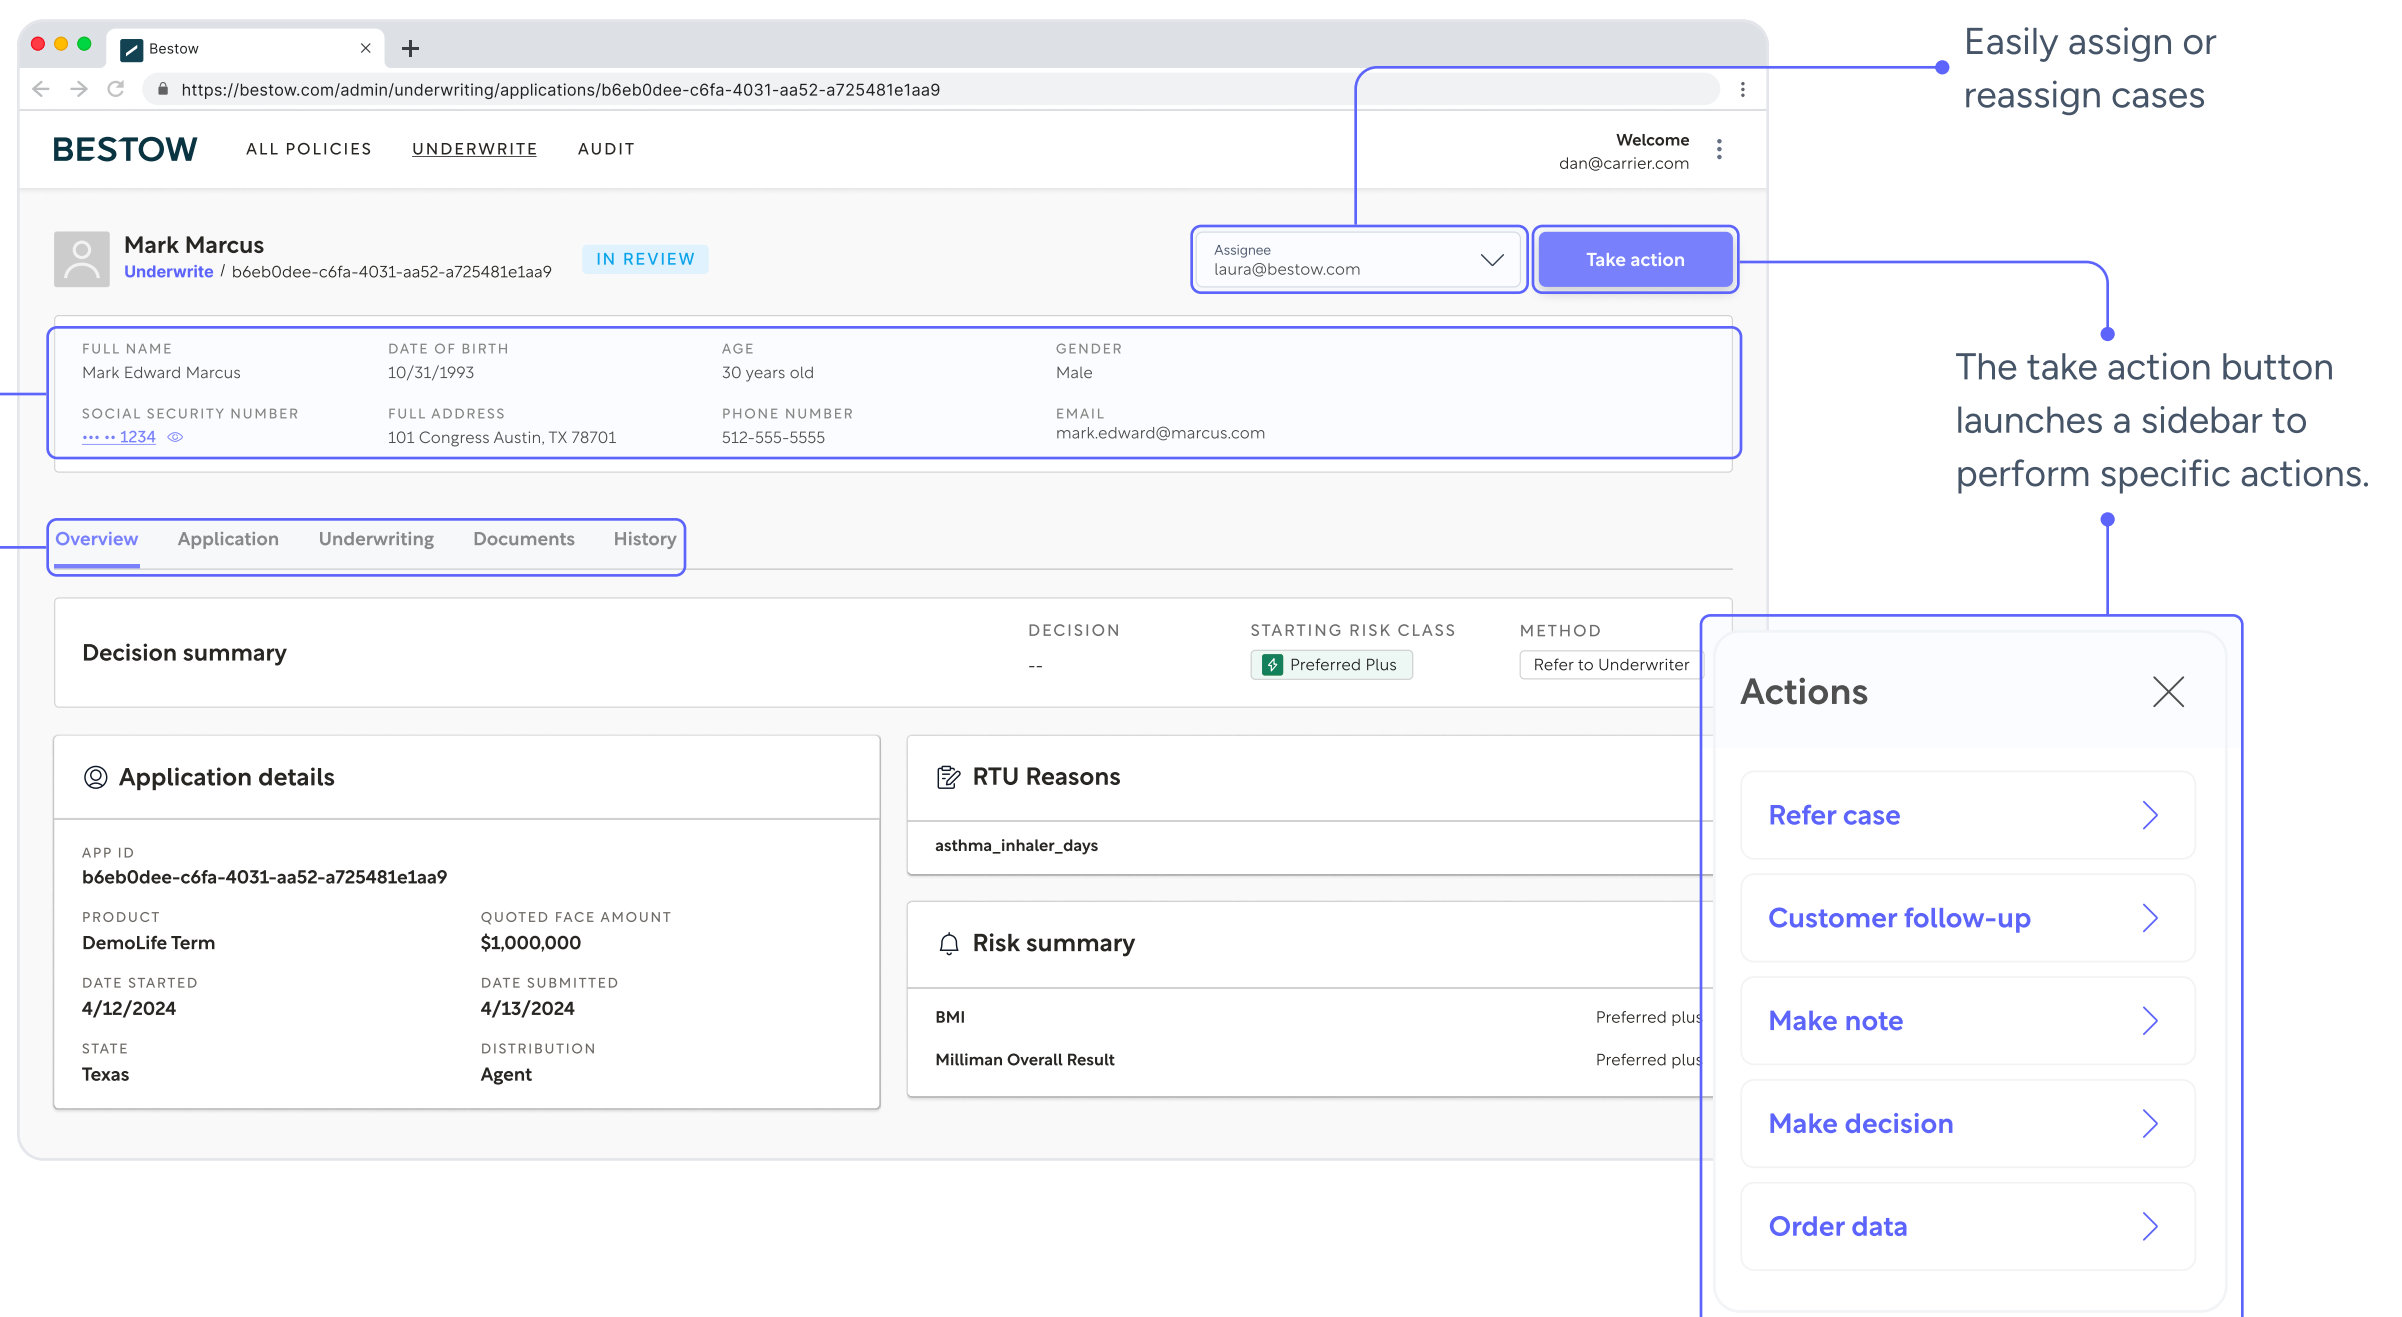 Bestow
https://bestow.com/admin/underwriting/applications/b6eb0dee-c6fa-4031-aa52-a725481e1aa9
BESTOW
ALL POLICIES
UNDERWRITE
AUDIT
Welcome
dan@carrier.com
Easily assign or
reassign cases
Mark Marcus
Underwrite / b6eb0dee-c6fa-4031-aa52-a725481e1aa9
IN REVIEW
Assignee
laura@bestow.com
Take action
The take action button
launches a sidebar to
perform specific actions.
FULL NAME
Mark Edward Marcus
DATE OF BIRTH
10/31/1993
AGE
30 years old
GENDER
Male
SOCIAL SECURITY NUMBER
••• •• 1234
FULL ADDRESS
101 Congress Austin, TX 78701
PHONE NUMBER
512-555-5555
EMAIL
mark.edward@marcus.com
Overview
Application
Underwriting
Documents
History
Decision summary
DECISION
--
STARTING RISK CLASS
Preferred Plus
METHOD
Refer to Underwriter
Application details
APP ID
b6eb0dee-c6fa-4031-aa52-a725481e1aa9
PRODUCT
DemoLife Term
QUOTED FACE AMOUNT
$1,000,000
DATE STARTED
4/12/2024
DATE SUBMITTED
4/13/2024
STATE
Texas
DISTRIBUTION
Agent
RTU Reasons
asthma_inhaler_days
Risk summary
BMI
Preferred plus
Milliman Overall Result
Preferred plus
Actions
Refer case
Customer follow-up
Make note
Make decision
Order data